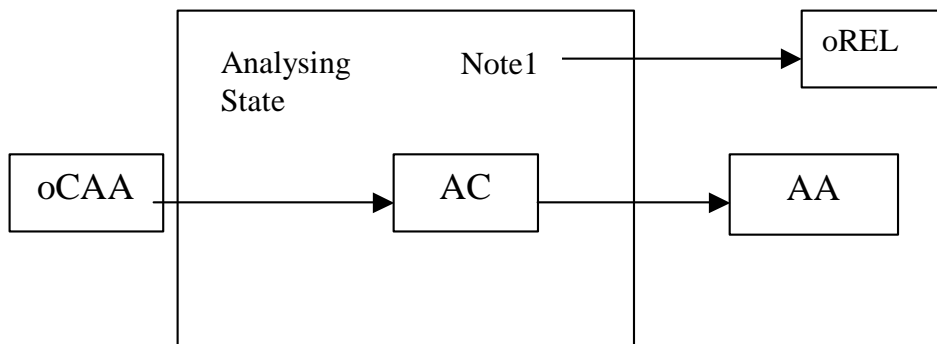 Analysing
State
Note1
oREL
oCAA
AC
AA